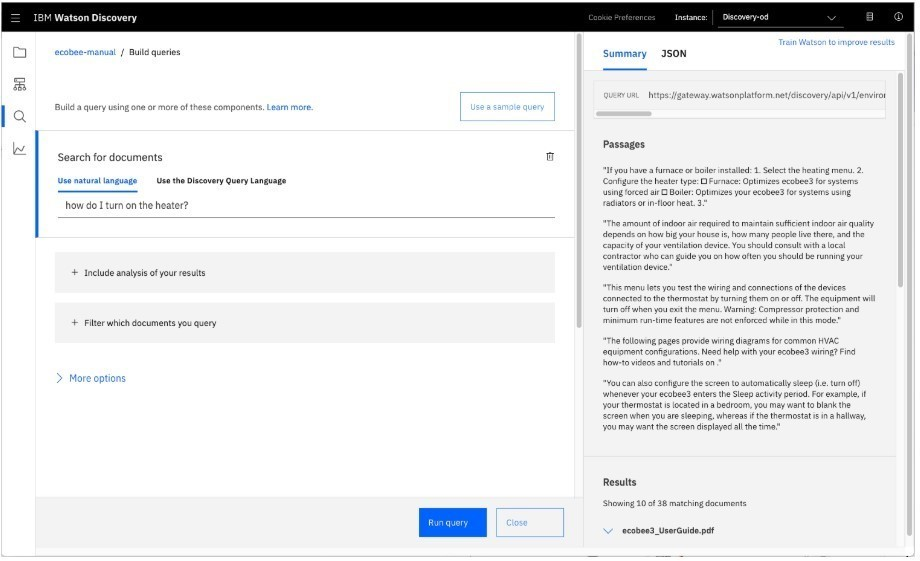 IBM Watson Discovery
Cookie Preferences
Instance:
Discovery-od
ecobee-manual / Build queries
Build a query using one or more of these components. Learn more.
Use a sample query
Search for documents
Use natural language
Use the Discovery Query Language
how do I turn on the heater?
+ Include analysis of your results
+ Filter which documents you query
More options
Run query
Close
Train Watson to improve results
Summary
JSON
QUERY URL
https://gateway.watsonplatform.net/discovery/api/v1/enviror
Passages
"If you have a furnace or boiler installed: 1. Select the heating menu. 2.
Configure the heater type: ☐ Furnace: Optimizes ecobee3 for systems
using forced air ☐ Boiler: Optimizes your ecobee3 for systems using
radiators or in-floor heat. 3."
"The amount of indoor air required to maintain sufficient indoor air quality
depends on how big your house is, how many people live there, and the
capacity of your ventilation device. You should consult with a local
contractor who can guide you on how often you should be running your
ventilation device."
"This menu lets you test the wiring and connections of the devices
connected to the thermostat by turning them on or off. The equipment will
turn off when you exit the menu. Warning: Compressor protection and
minimum run-time features are not enforced while in this mode."
"The following pages provide wiring diagrams for common HVAC
equipment configurations. Need help with your ecobee3 wiring? Find
how-to videos and tutorials on ."
"You can also configure the screen to automatically sleep (i.e. turn off)
whenever your ecobee3 enters the Sleep activity period. For example, if
your thermostat is located in a bedroom, you may want to blank the
screen when you are sleeping, whereas if the thermostat is in a hallway,
you may want the screen displayed all the time."
Results
Showing 10 of 38 matching documents
ecobee3_UserGuide.pdf